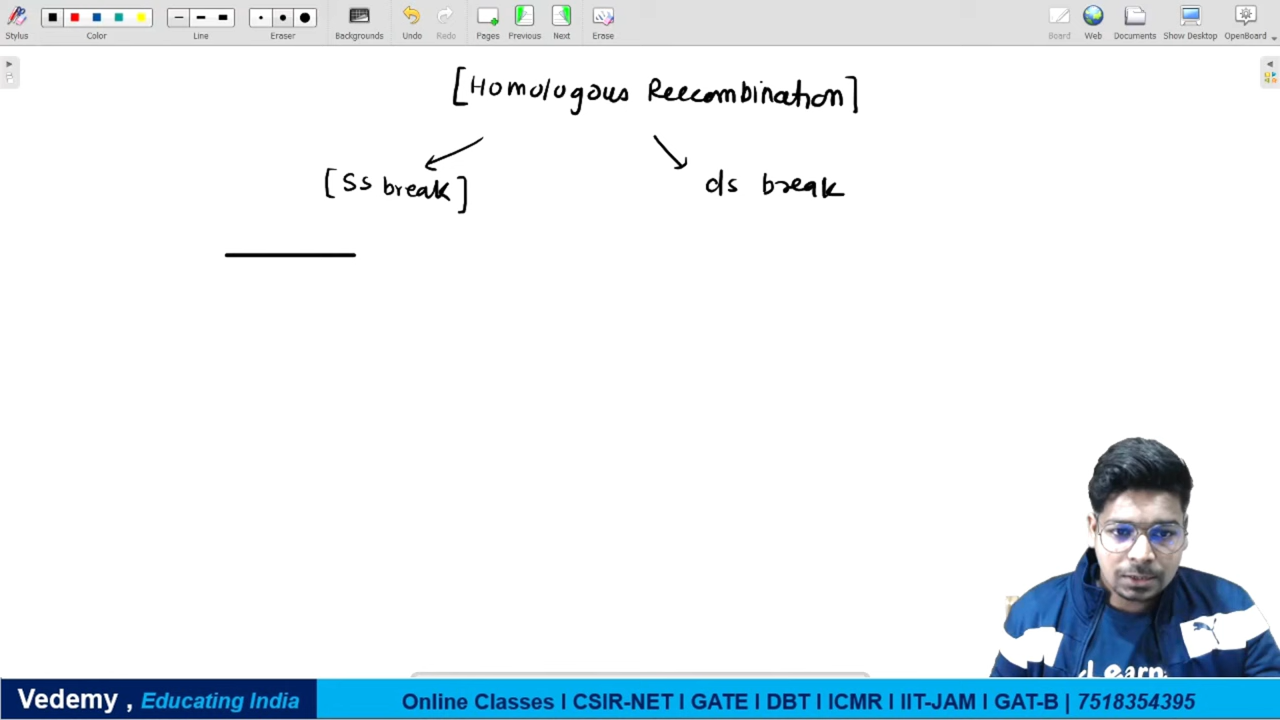 Stylus Color Line Eraser Backgrounds Undo Redo Pages Previous Next Erase Board Web Documents Show Desktop OpenBoard
[Homologous Reecombination]
[Ss break] ds break
Learn
Vedemy , Educating India Online Classes I CSIR-NET I GATE I DBT I ICMR I IIT-JAM I GAT-B | 7518354395